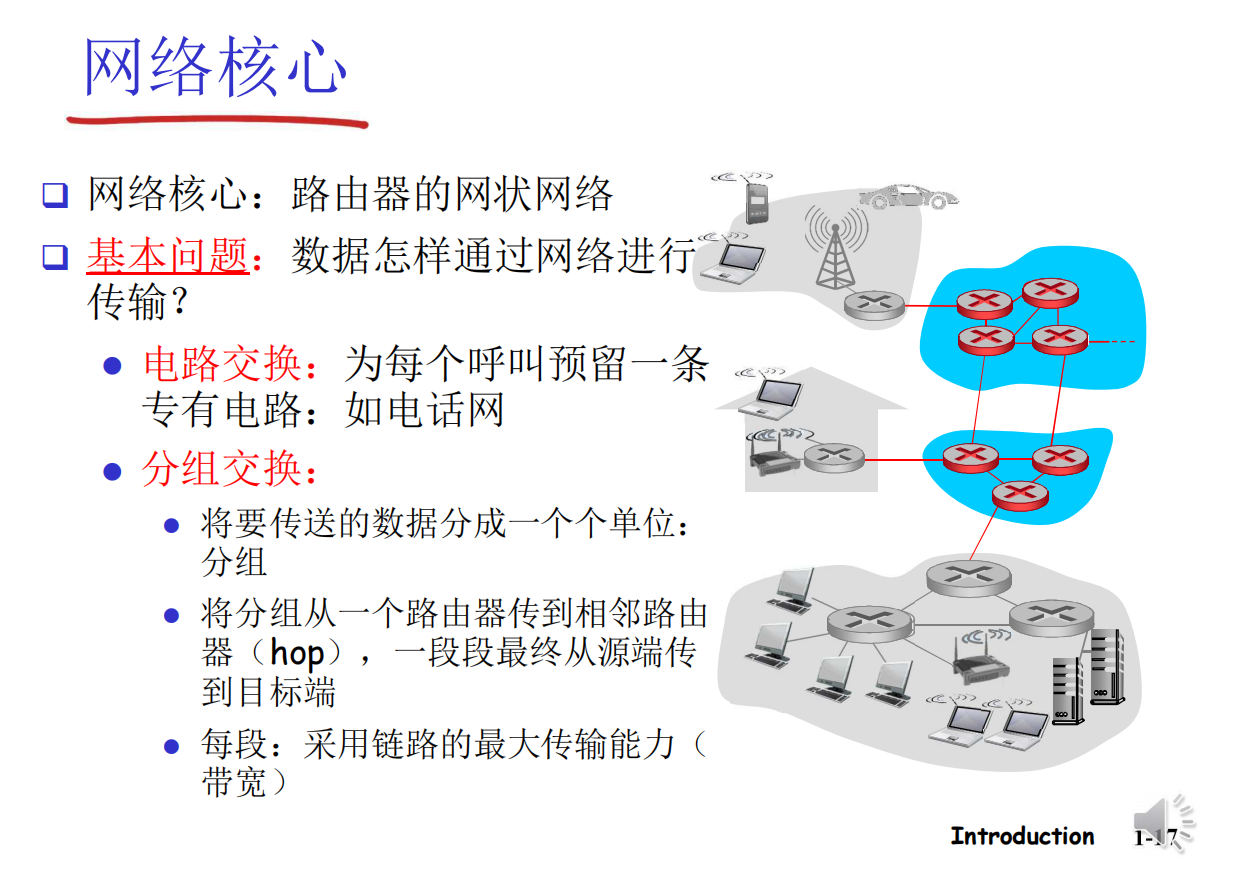 网络核心
网络核心：路由器的网状网络
基本问题：数据怎样通过网络进行
传输？
电路交换：为每个呼叫预留一条
专有电路：如电话网
分组交换：
将要传送的数据分成一个个单位：
分组
将分组从一个路由器传到相邻路由
器（hop），一段段最终从源端传
到目标端
每段：采用链路的最大传输能力（
带宽）
Introduction 1-17